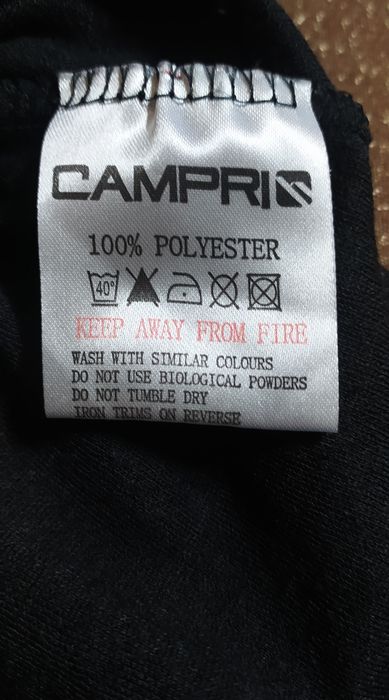 CAMPRI
100% POLYESTER
40°
KEEP AWAY FROM FIRE
WASH WITH SIMILAR COLOURS
DO NOT USE BIOLOGICAL POWDERS
DO NOT TUMBLE DRY
IRON TRIMS ON REVERSE